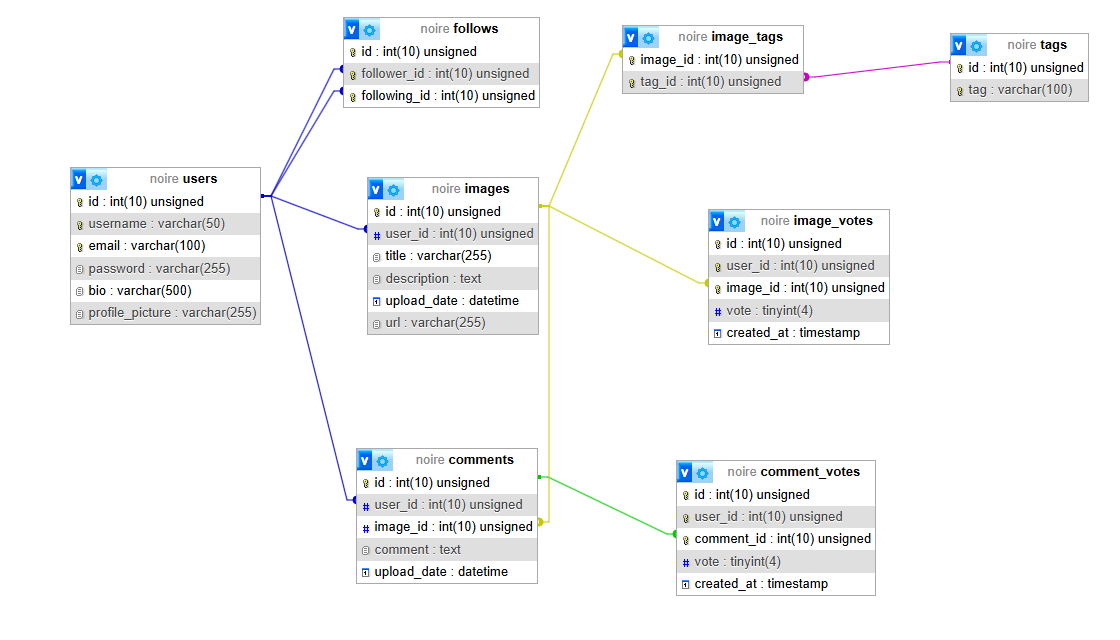 noire follows
id : int(10) unsigned
follower_id : int(10) unsigned
following_id : int(10) unsigned
noire image_tags
image_id : int(10) unsigned
tag_id : int(10) unsigned
noire tags
id : int(10) unsigned
tag : varchar(100)
noire users
id : int(10) unsigned
username : varchar(50)
email : varchar(100)
password : varchar(255)
bio : varchar(500)
profile_picture : varchar(255)
noire images
id : int(10) unsigned
user_id : int(10) unsigned
title : varchar(255)
description : text
upload_date : datetime
url : varchar(255)
noire image_votes
id : int(10) unsigned
user_id : int(10) unsigned
image_id : int(10) unsigned
vote : tinyint(4)
created_at : timestamp
noire comments
id : int(10) unsigned
user_id : int(10) unsigned
image_id : int(10) unsigned
comment : text
upload_date : datetime
noire comment_votes
id : int(10) unsigned
user_id : int(10) unsigned
comment_id : int(10) unsigned
vote : tinyint(4)
created_at : timestamp